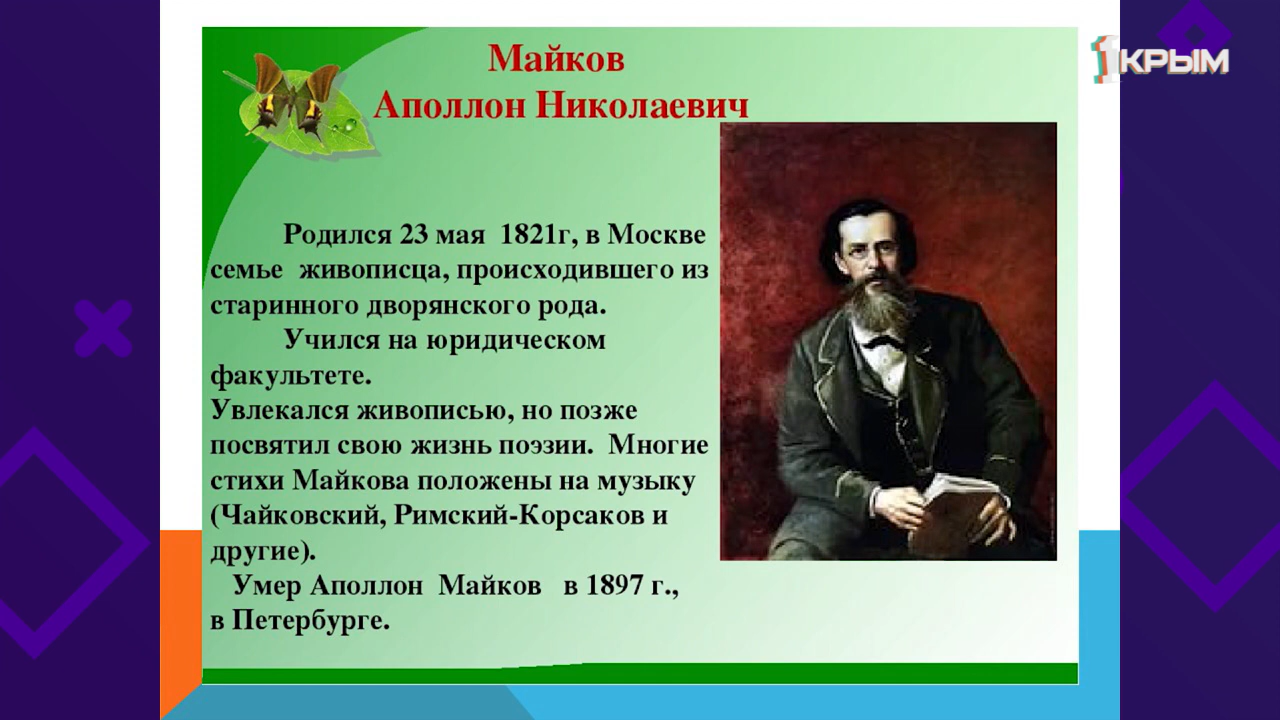 Майков
Аполлон Николаевич
1КРЫМ
Родился 23 мая 1821г, в Москве
семье живописца, происходившего из
старинного дворянского рода.
Учился на юридическом
факультете.
Увлекался живописью, но позже
посвятил свою жизнь поэзии. Многие
стихи Майкова положены на музыку
(Чайковский, Римский-Корсаков и
другие).
Умер Аполлон Майков в 1897 г.,
в Петербурге.